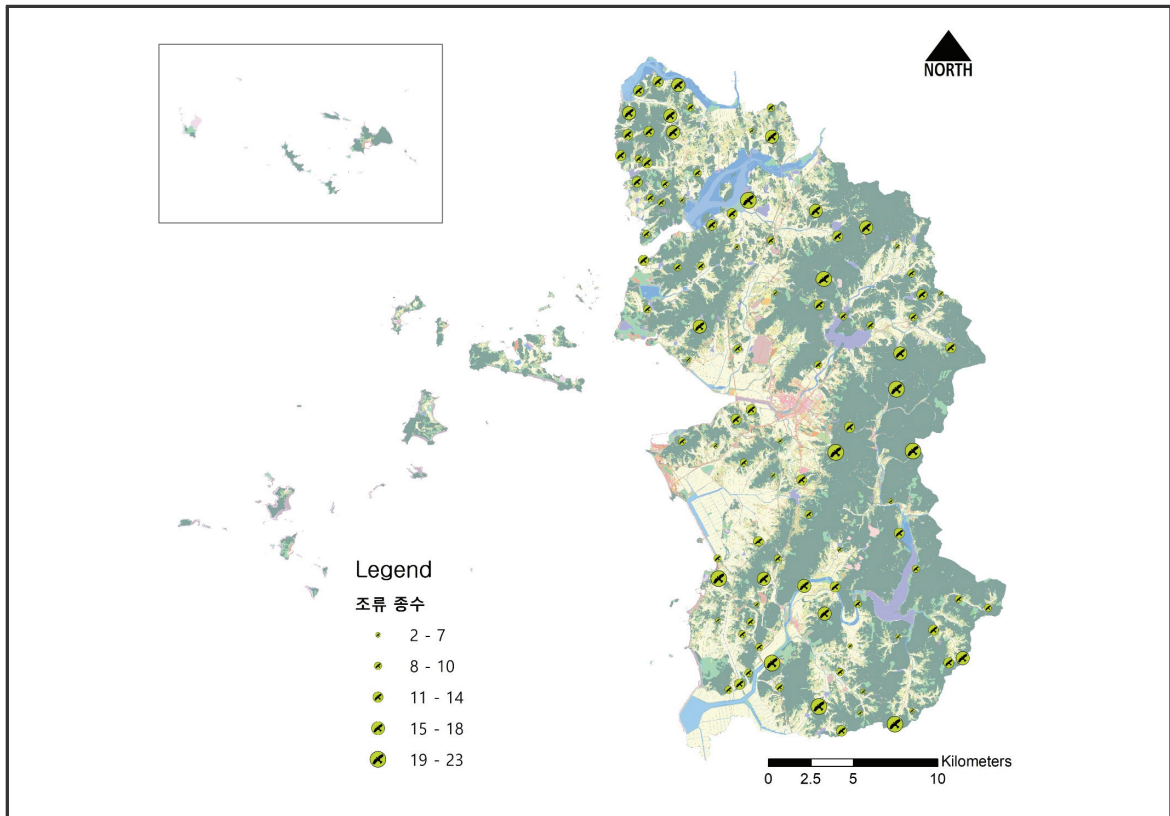 NORTH
Legend
조류 종수
2 - 7
8 - 10
11 - 14
15 - 18
19 - 23
Kilometers
0 2.5 5 10